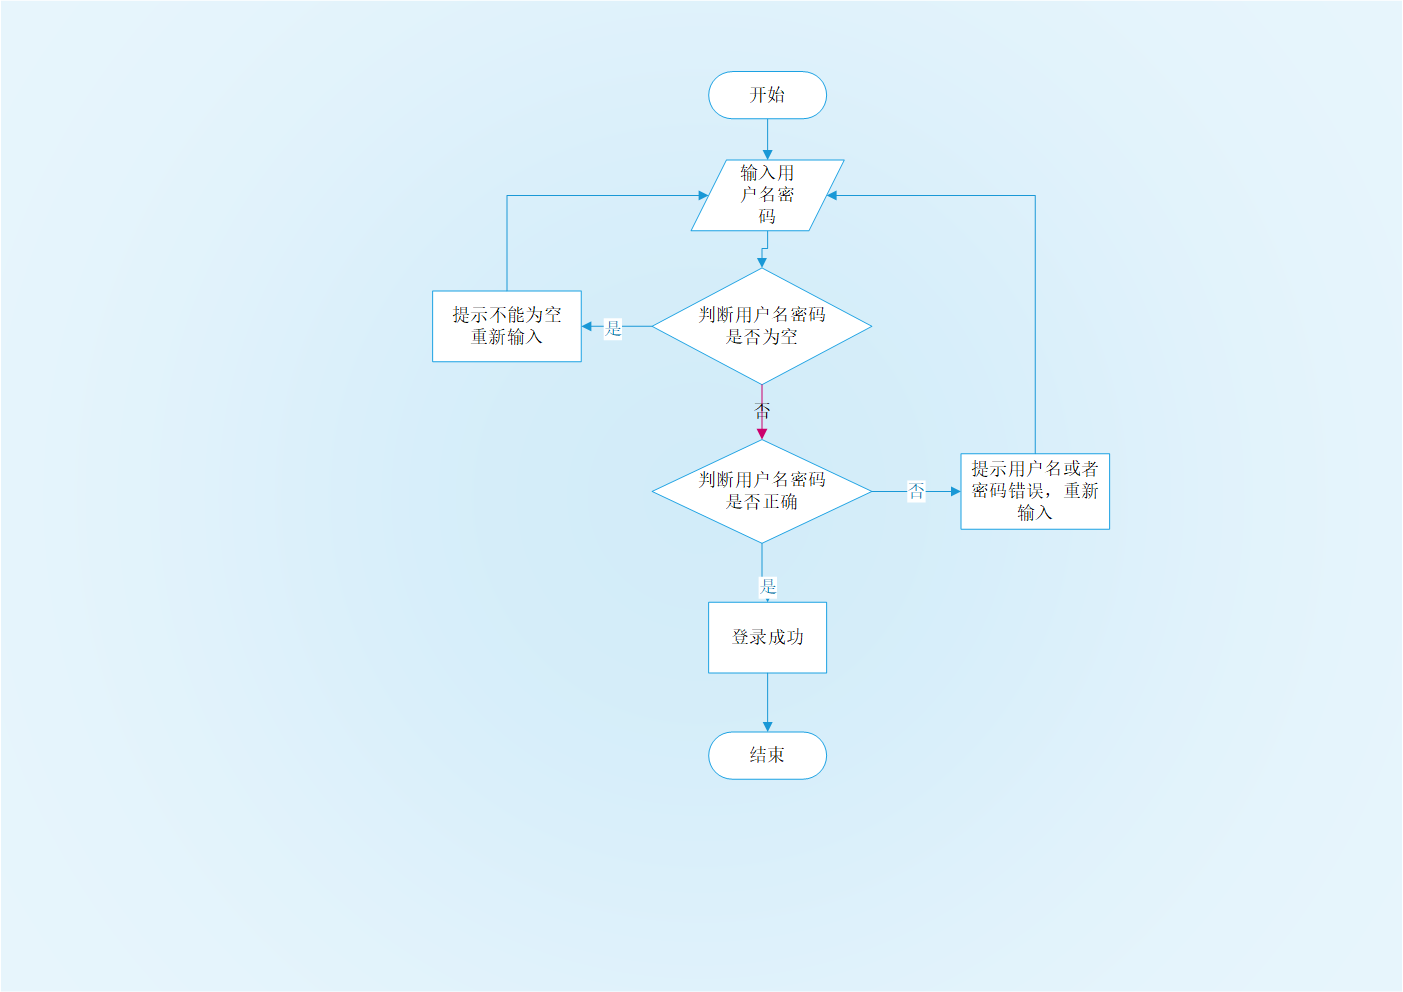 开始
输入用
户名密
码
提示不能为空
重新输入
是
判断用户名密码
是否为空
否
判断用户名密码
是否正确
否
提示用户名或者
密码错误，重新
输入
是
登录成功
结束